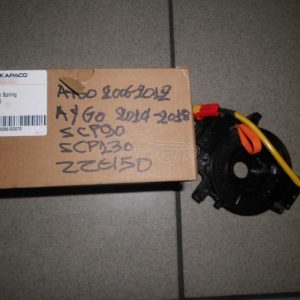 KAPACO
Spring
AYGO 2006-2012
AYGO 2014-2018
SCP90
SCP130
ZZE150